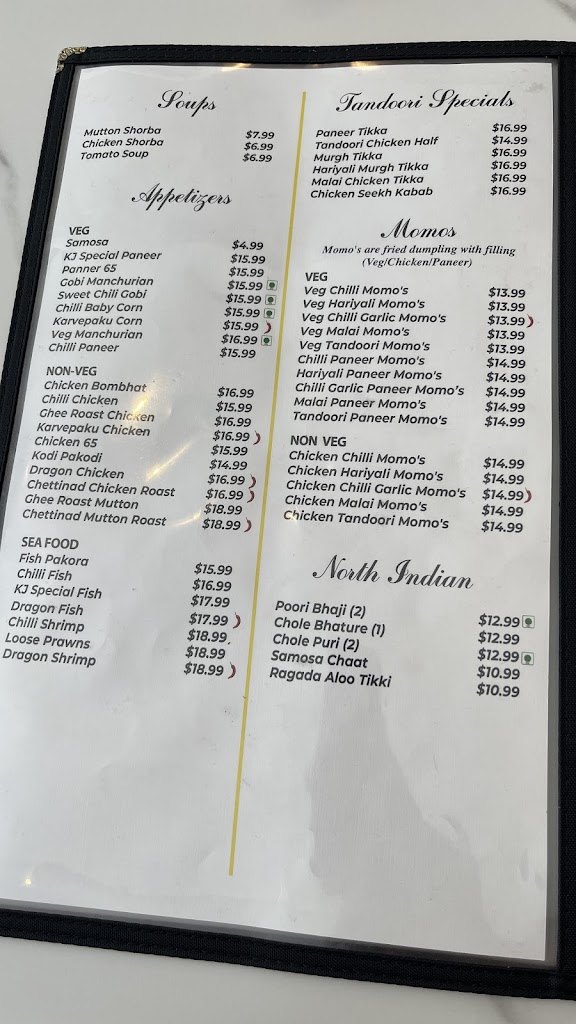 Soups
Mutton Shorba $7.99
Chicken Shorba $6.99
Tomato Soup $6.99
Appetizers
VEG
Samosa $4.99
KJ Special Paneer $15.99
Panner 65 $15.99
Gobi Manchurian $15.99
Sweet Chili Gobi $15.99
Chilli Baby Corn $15.99
Karvepaku Corn $15.99
Veg Manchurian $16.99
Chilli Paneer $15.99
NON-VEG
Chicken Bombhat $16.99
Chilli Chicken $15.99
Ghee Roast Chicken $16.99
Karvepaku Chicken $16.99
Chicken 65 $15.99
Kodi Pakodi $14.99
Dragon Chicken $16.99
Chettinad Chicken Roast $16.99
Ghee Roast Mutton $18.99
Chettinad Mutton Roast $18.99
SEA FOOD
Fish Pakora $15.99
Chilli Fish $16.99
KJ Special Fish $17.99
Dragon Fish $17.99
Chilli Shrimp $18.99
Loose Prawns $18.99
Dragon Shrimp $18.99
Tandoori Specials
Paneer Tikka $16.99
Tandoori Chicken Half $14.99
Murgh Tikka $16.99
Hariyali Murgh Tikka $16.99
Malai Chicken Tikka $16.99
Chicken Seekh Kabab $16.99
Momos
Momo's are fried dumpling with filling
(Veg/Chicken/Paneer)
VEG
Veg Chilli Momo's $13.99
Veg Hariyali Momo's $13.99
Veg Chilli Garlic Momo's $13.99
Veg Malai Momo's $13.99
Veg Tandoori Momo's $13.99
Chilli Paneer Momo's $14.99
Hariyali Paneer Momo's $14.99
Chilli Garlic Paneer Momo's $14.99
Malai Paneer Momo's $14.99
Tandoori Paneer Momo's $14.99
NON VEG
Chicken Chilli Momo's $14.99
Chicken Hariyali Momo's $14.99
Chicken Chilli Garlic Momo's $14.99
Chicken Malai Momo's $14.99
Chicken Tandoori Momo's $14.99
North Indian
Poori Bhaji (2) $12.99
Chole Bhature (1) $12.99
Chole Puri (2) $12.99
Samosa Chaat $10.99
Ragada Aloo Tikki $10.99